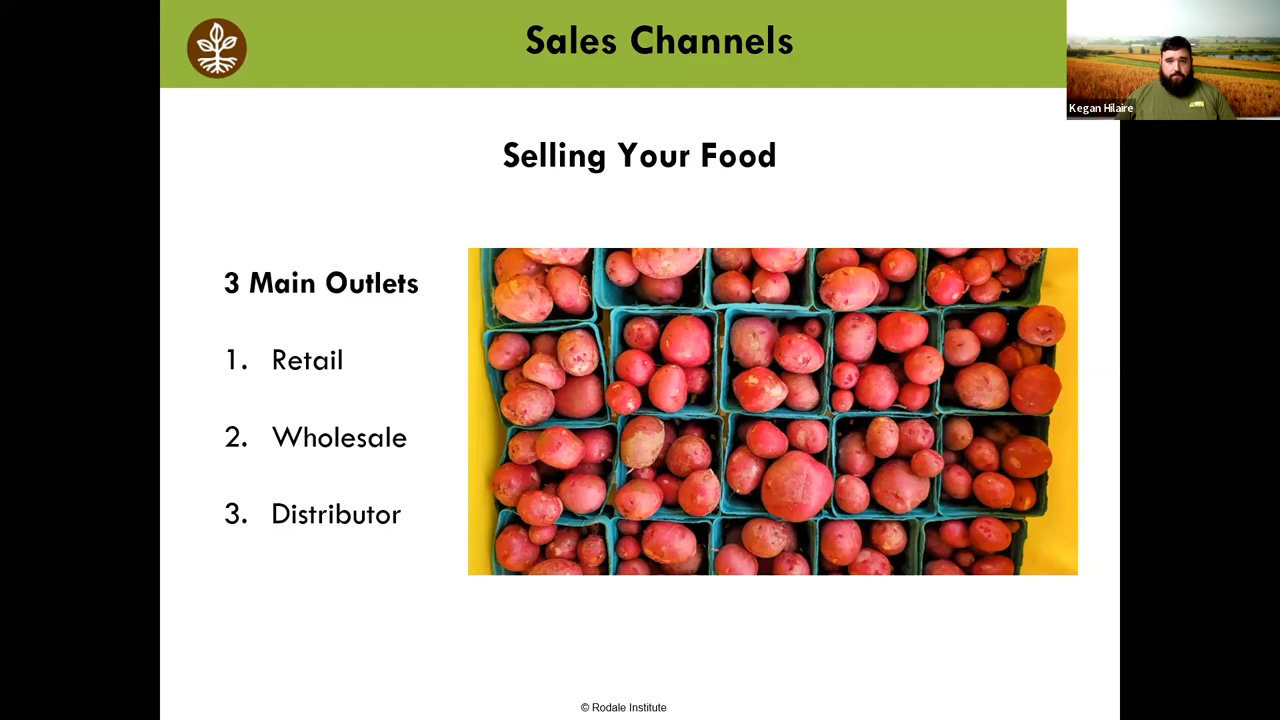 Sales Channels
Kegan Hilaire
Selling Your Food
3 Main Outlets
1. Retail
2. Wholesale
3. Distributor
© Rodale Institute